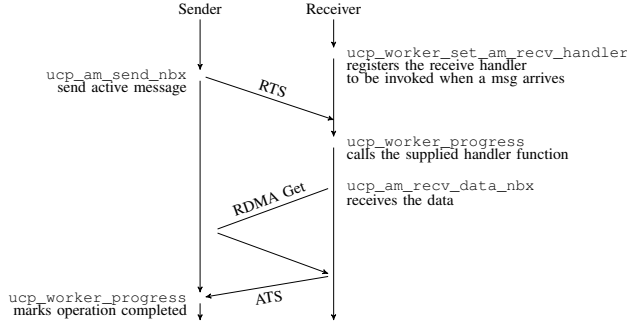 Sender
Receiver
ucp_worker_set_am_recv_handler
registers the receive handler
to be invoked when a msg arrives
ucp_am_send_nbx
send active message
RTS
ucp_worker_progress
calls the supplied handler function
ucp_am_recv_data_nbx
receives the data
RDMA Get
ATS
ucp_worker_progress
marks operation completed